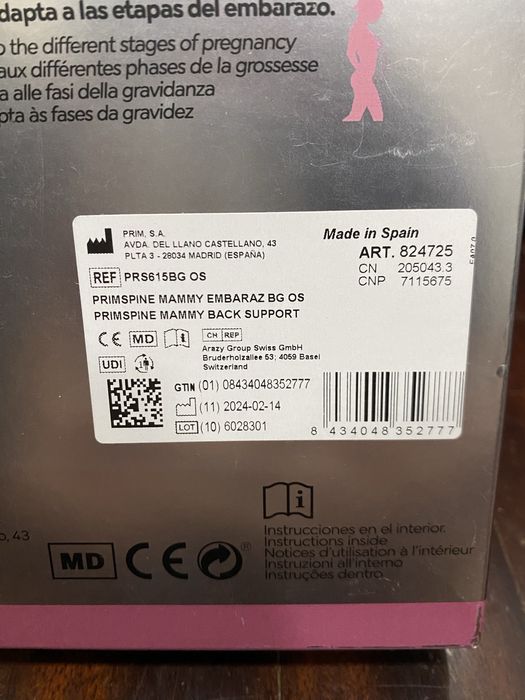 dapta a las etapas del embarazo.
the different stages of pregnancy
aux différentes phases de la grossesse
a alle fasi della gravidanza
pta às fases da gravidez
PRIM, S.A.
AVDA. DEL LLANO CASTELLANO, 43
PLTA 3 - 28034 MADRID (ESPAÑA)
Made in Spain
ART. 824725
CN 205043.3
CNP 7115675
REF PRS615BG OS
PRIMSPINE MAMMY EMBARAZ BG OS
PRIMSPINE MAMMY BACK SUPPORT
CE MD i CH REP
Arazy Group Swiss GmbH
Bruderholzallee 53; 4059 Basel
Switzerland
UDI
GTIN (01) 08434048352777
(11) 2024-02-14
LOT (10) 6028301
8 434048 352777
i
Instrucciones en el interior.
Instructions inside
Notices d'utilisation à l'intérieur
Instruzioni all'interno
Instruções dentro
, 43
MD CE ®